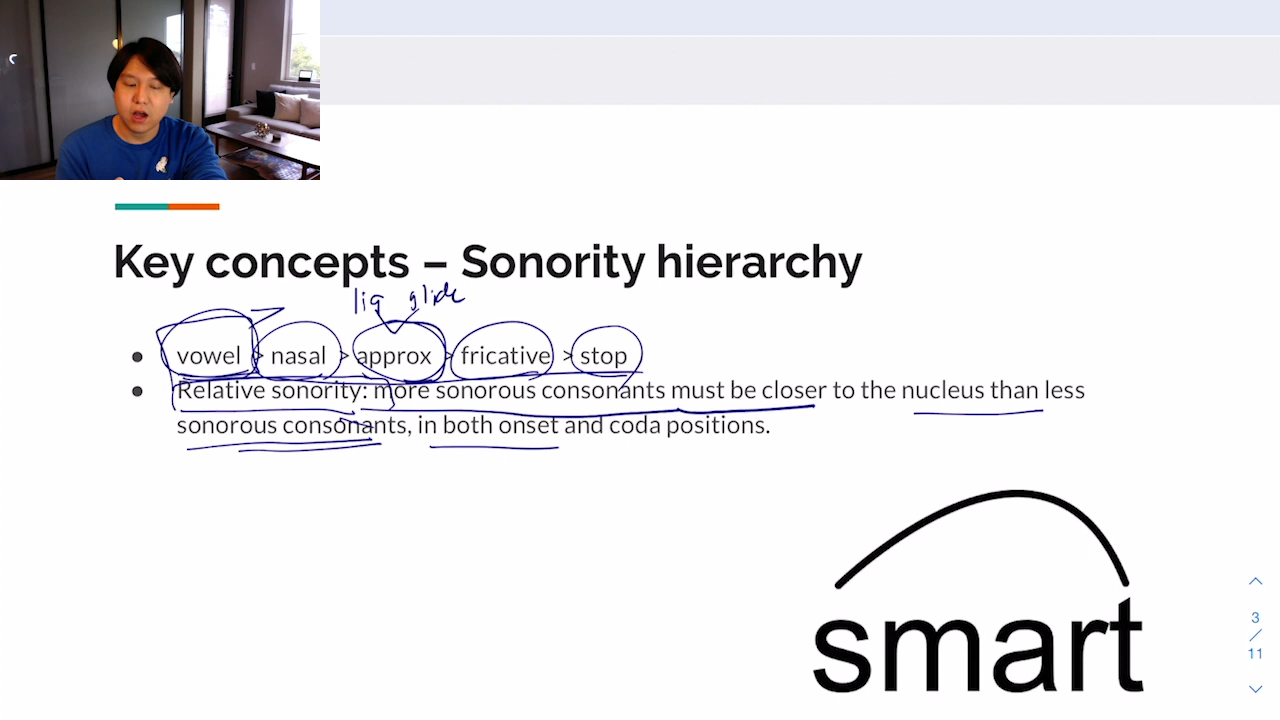 Key concepts – Sonority hierarchy
liq glide
● vowel > nasal > approx > fricative > stop
● Relative sonority: more sonorous consonants must be closer to the nucleus than less
sonorous consonants, in both onset and coda positions.
smart
3
/
11